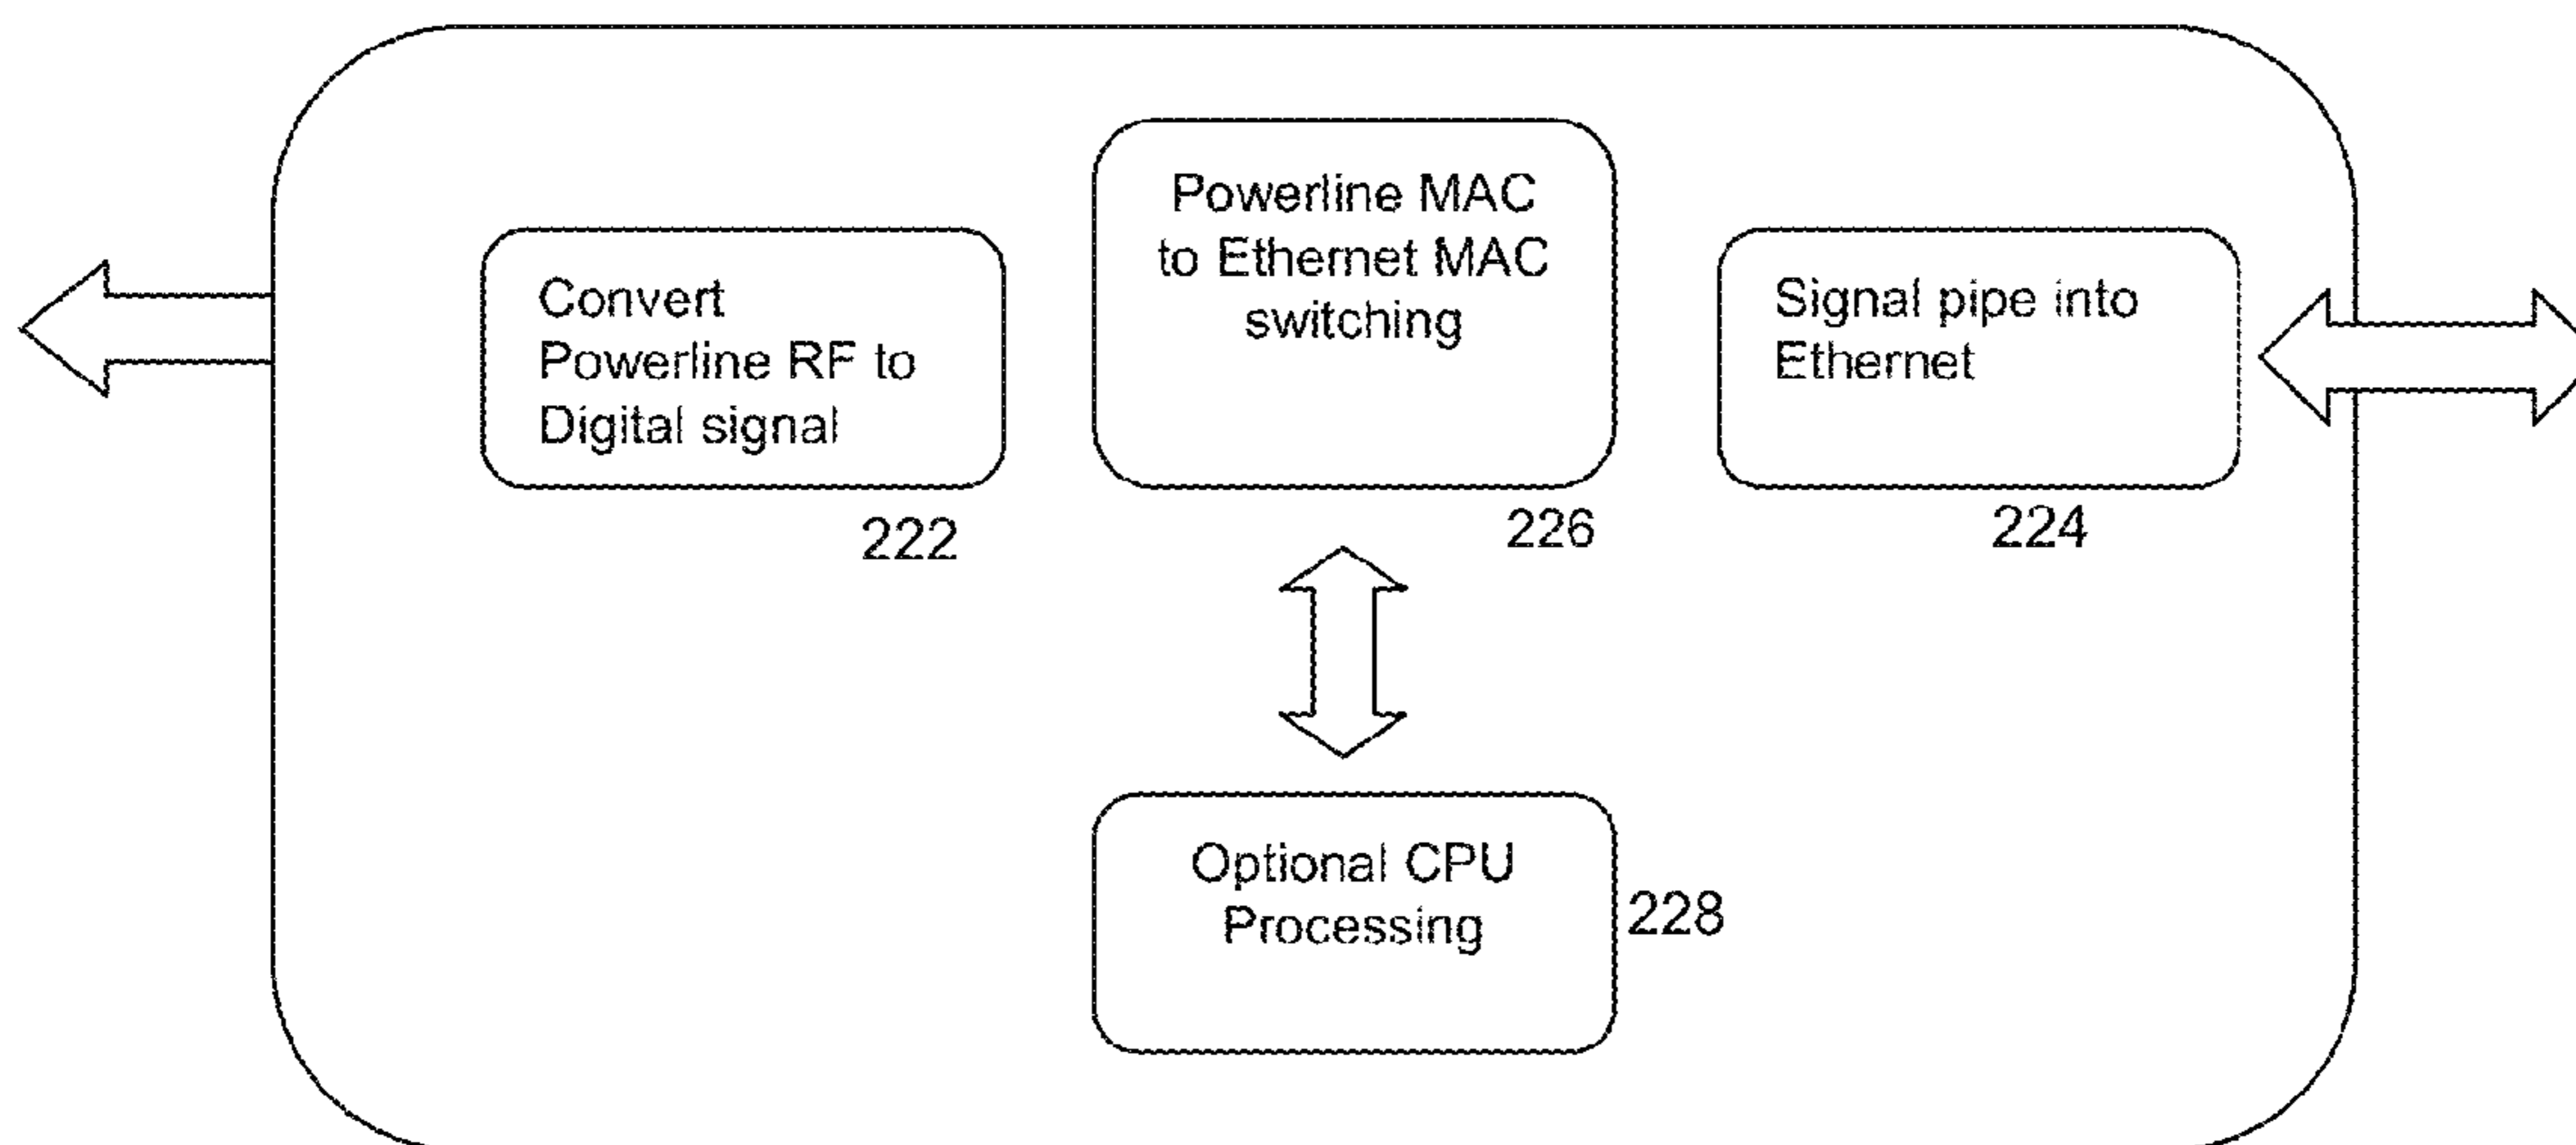 Convert
Powerline RF to
Digital signal
222
Powerline MAC
to Ethernet MAC
switching
226
Signal pipe into
Ethernet
224
Optional CPU
Processing
228